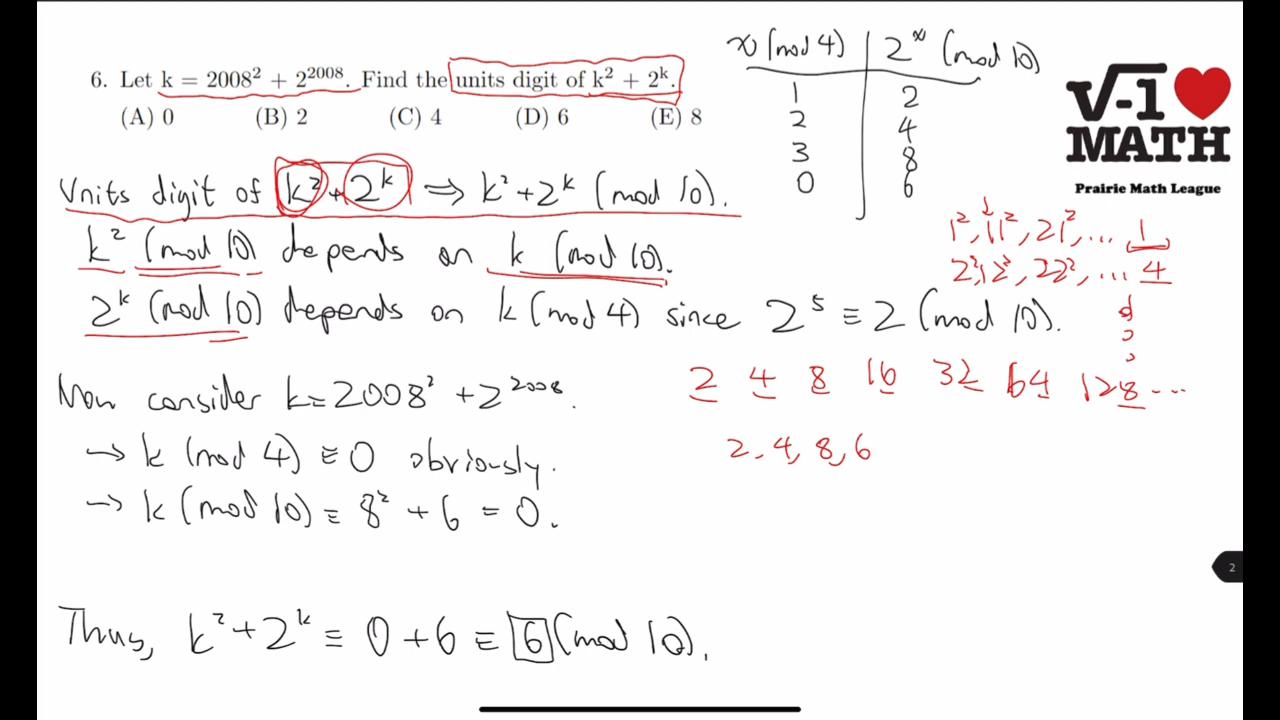 6. Let k = 2008² + 2²⁰⁰⁸. Find the units digit of k² + 2ᵏ.
(A) 0 (B) 2 (C) 4 (D) 6 (E) 8
x (mod 4) | 2ˣ (mod 10)
1 2
2 4
3 8
0 6
√-1 ♥
MATH
Prairie Math League
Units digit of k² + 2ᵏ ⇒ k² + 2ᵏ (mod 10).
1², 11², 21², ... 1
k² (mod 10) depends on k (mod 10).
2², 12², 22², ... 4
2ᵏ (mod 10) depends on k (mod 4) since 2⁵ ≡ 2 (mod 10).
2 4 8 16 32 64 128 ...
Now consider k = 2008² + 2²⁰⁰⁸.
2, 4, 8, 6
→ k (mod 4) ≡ 0 obviously.
→ k (mod 10) ≡ 8² + 6 = 0.
2
Thus, k² + 2ᵏ ≡ 0 + 6 ≡ 6 (mod 10).